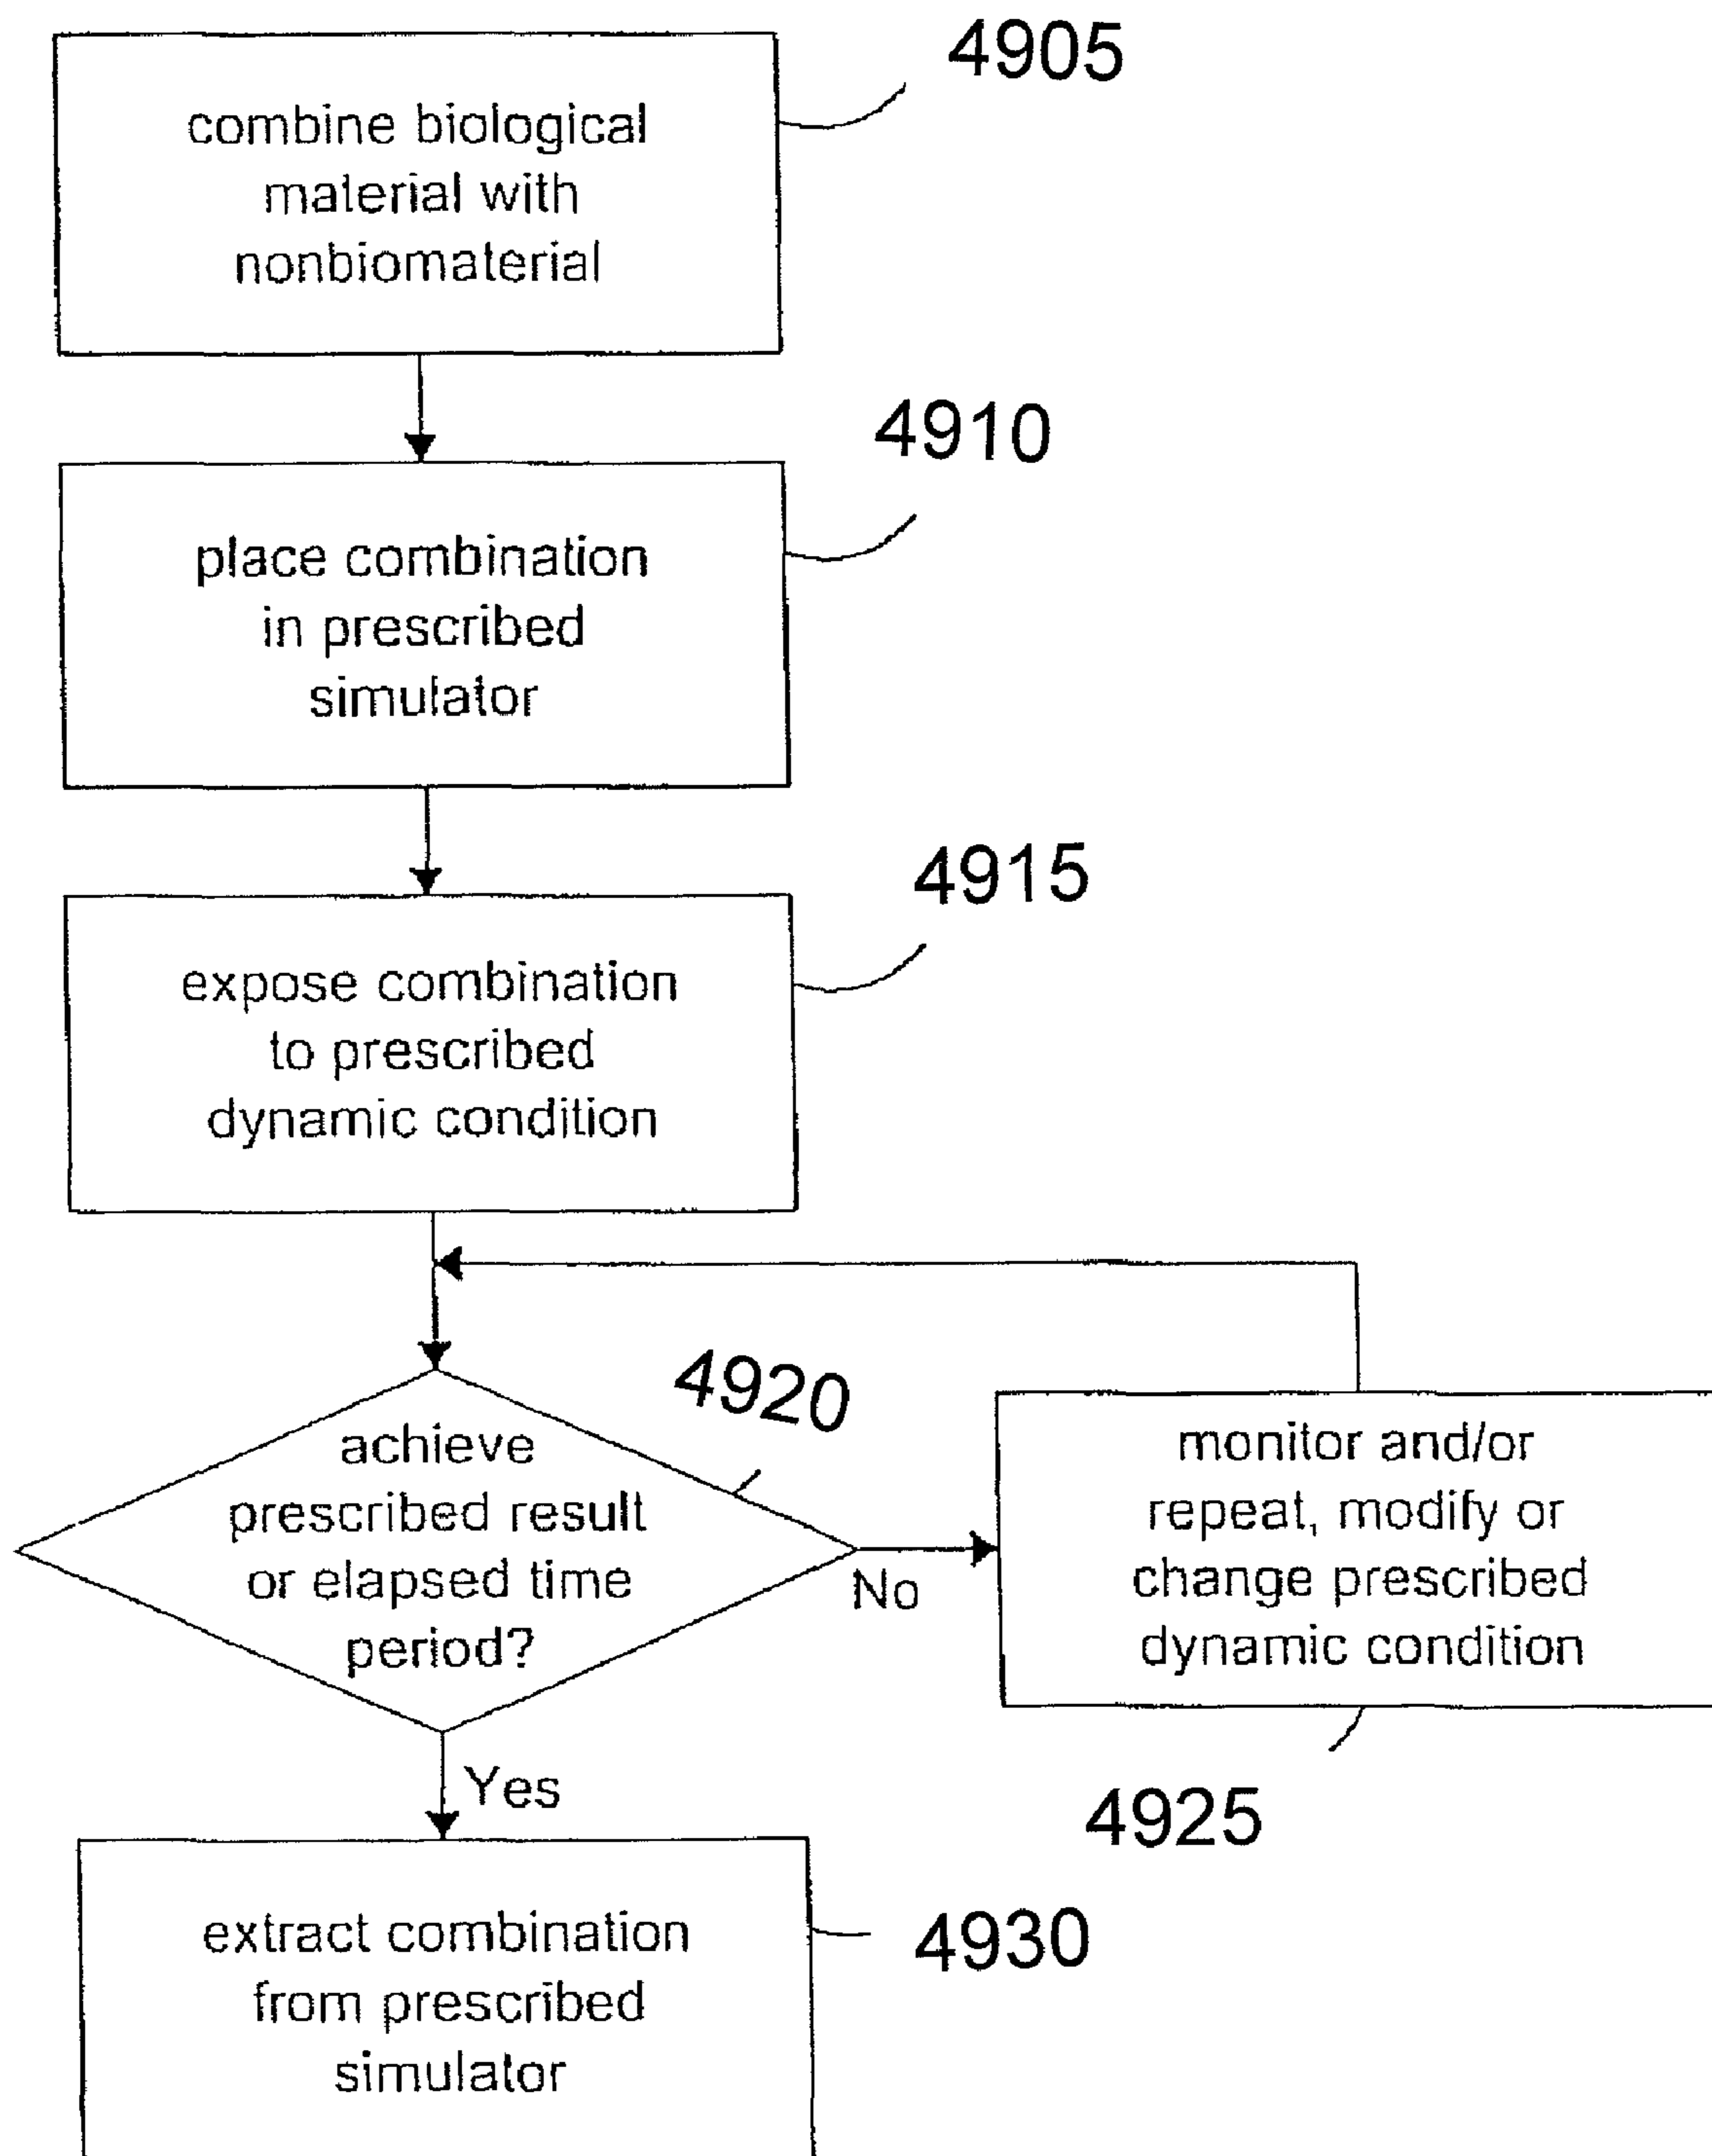 4905
combine biological
material with
nonbiomaterial
4910
place combination
in prescribed
simulator
4915
expose combination
to prescribed
dynamic condition
4920
achieve
prescribed result
or elapsed time
period?
No
monitor and/or
repeat, modify or
change prescribed
dynamic condition
4925
Yes
extract combination
from prescribed
simulator
4930